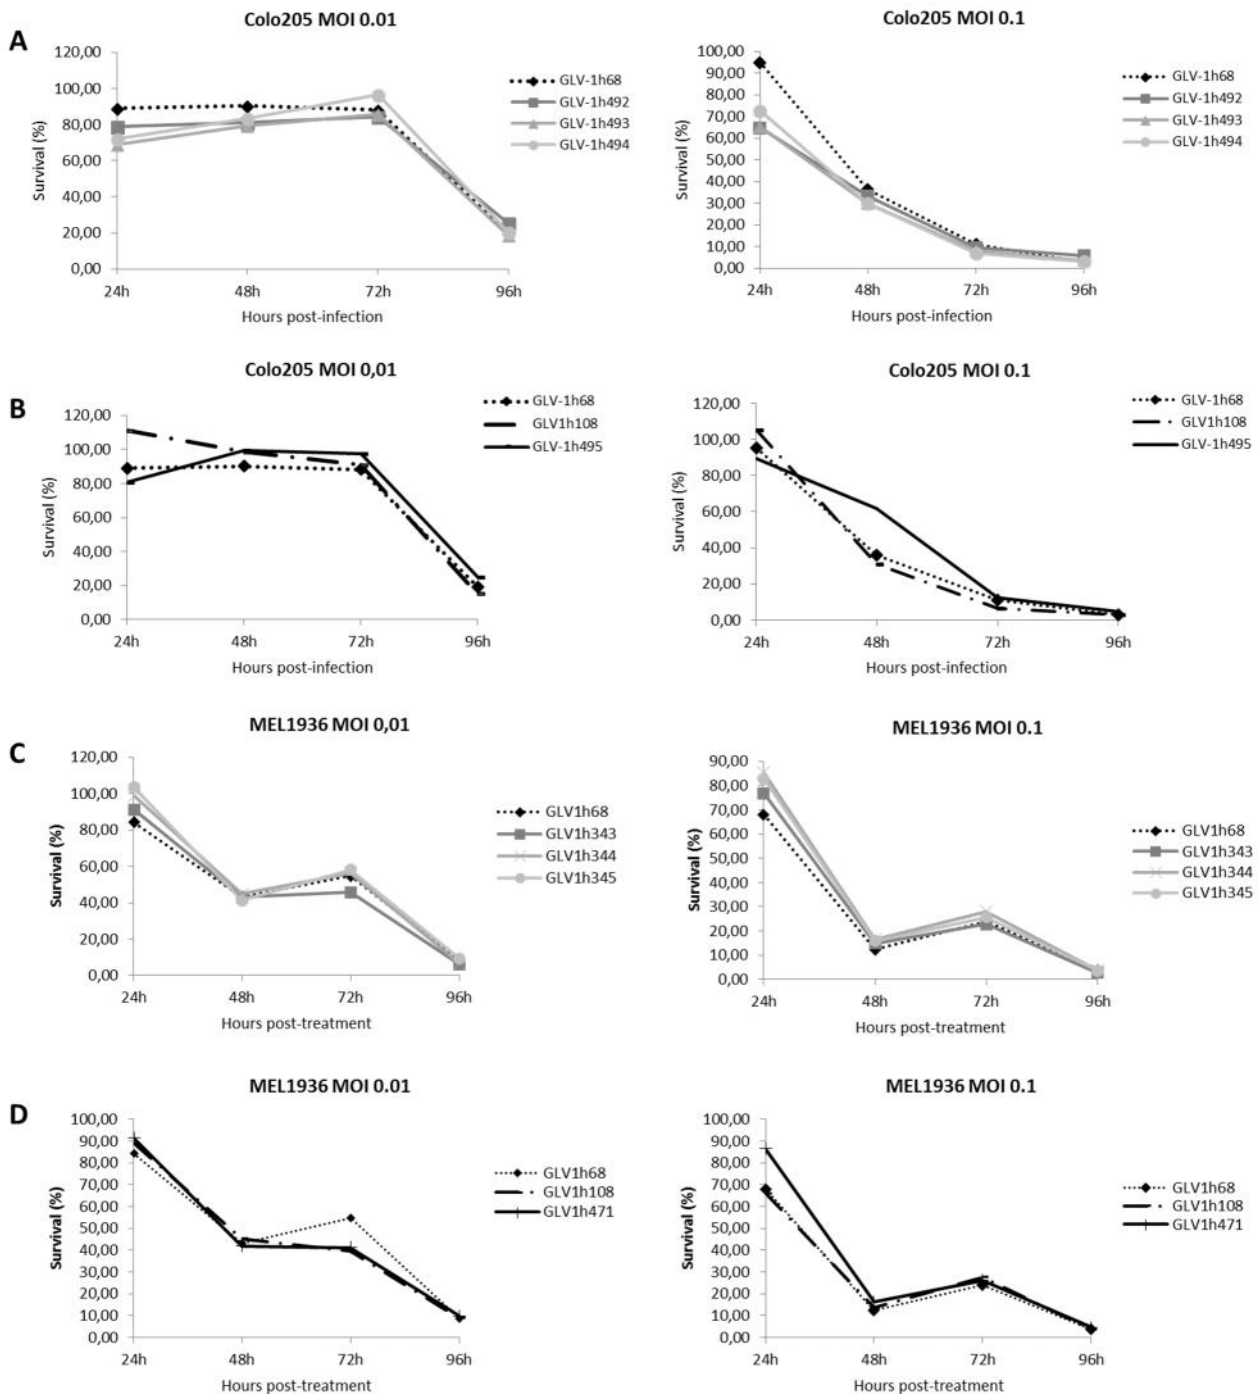 A
Colo205 MOI 0.01
120,00
100,00
80,00
60,00
40,00
20,00
0,00
Survival (%)
24h 48h 72h 96h
Hours post-infection
GLV-1h68
GLV-1h492
GLV-1h493
GLV-1h494
Colo205 MOI 0.1
100,00
90,00
80,00
70,00
60,00
50,00
40,00
30,00
20,00
10,00
0,00
Survival (%)
24h 48h 72h 96h
Hours post-infection
GLV-1h68
GLV-1h492
GLV-1h493
GLV-1h494
B
Colo205 MOI 0,01
120,00
100,00
80,00
60,00
40,00
20,00
0,00
Survival (%)
24h 48h 72h 96h
Hours post-infection
GLV-1h68
GLV1h108
GLV-1h495
Colo205 MOI 0.1
120,00
100,00
80,00
60,00
40,00
20,00
0,00
Survival (%)
24h 48h 72h 96h
Hours post-infection
GLV-1h68
GLV1h108
GLV-1h495
C
MEL1936 MOI 0,01
120,00
100,00
80,00
60,00
40,00
20,00
0,00
Survival (%)
24h 48h 72h 96h
Hours post-treatment
GLV1h68
GLV1h343
GLV1h344
GLV1h345
MEL1936 MOI 0.1
90,00
80,00
70,00
60,00
50,00
40,00
30,00
20,00
10,00
0,00
Survival (%)
24h 48h 72h 96h
Hours post-treatment
GLV1h68
GLV1h343
GLV1h344
GLV1h345
D
MEL1936 MOI 0.01
100,00
90,00
80,00
70,00
60,00
50,00
40,00
30,00
20,00
10,00
0,00
Survival (%)
24h 48h 72h 96h
Hours post-treatment
GLV1h68
GLV1h108
GLV1h471
MEL1936 MOI 0.1
100,00
90,00
80,00
70,00
60,00
50,00
40,00
30,00
20,00
10,00
0,00
Survival (%)
24h 48h 72h 96h
Hours post-treatment
GLV1h68
GLV1h108
GLV1h471